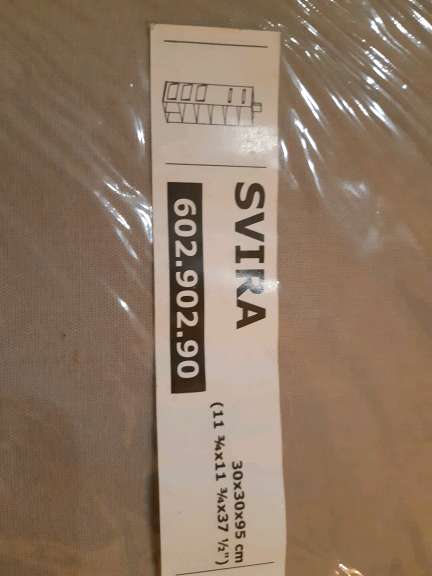 SVIRA
602.902.90
30x30x95 cm
(11 ¾x11 ¾x37 ½")